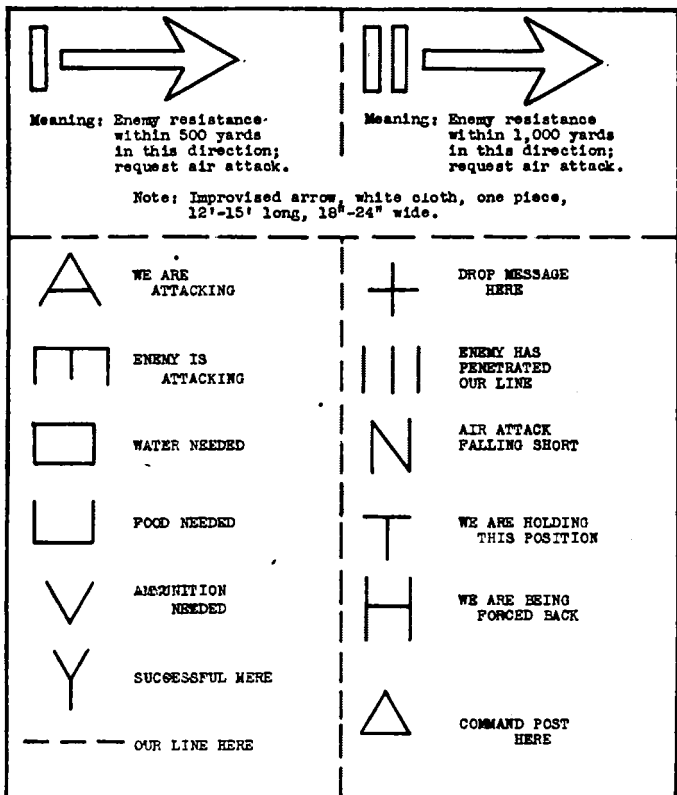 Meaning: Enemy resistance
within 500 yards
in this direction;
request air attack.
Meaning: Enemy resistance
within 1,000 yards
in this direction;
request air attack.
Note: Improvised arrow, white cloth, one piece,
12'-15' long, 18"-24" wide.
WE ARE
ATTACKING
ENEMY IS
ATTACKING
WATER NEEDED
FOOD NEEDED
AMMUNITION
NEEDED
SUCCESSFUL HERE
OUR LINE HERE
DROP MESSAGE
HERE
ENEMY HAS
PENETRATED
OUR LINE
AIR ATTACK
FALLING SHORT
WE ARE HOLDING
THIS POSITION
WE ARE BEING
FORCED BACK
COMMAND POST
HERE